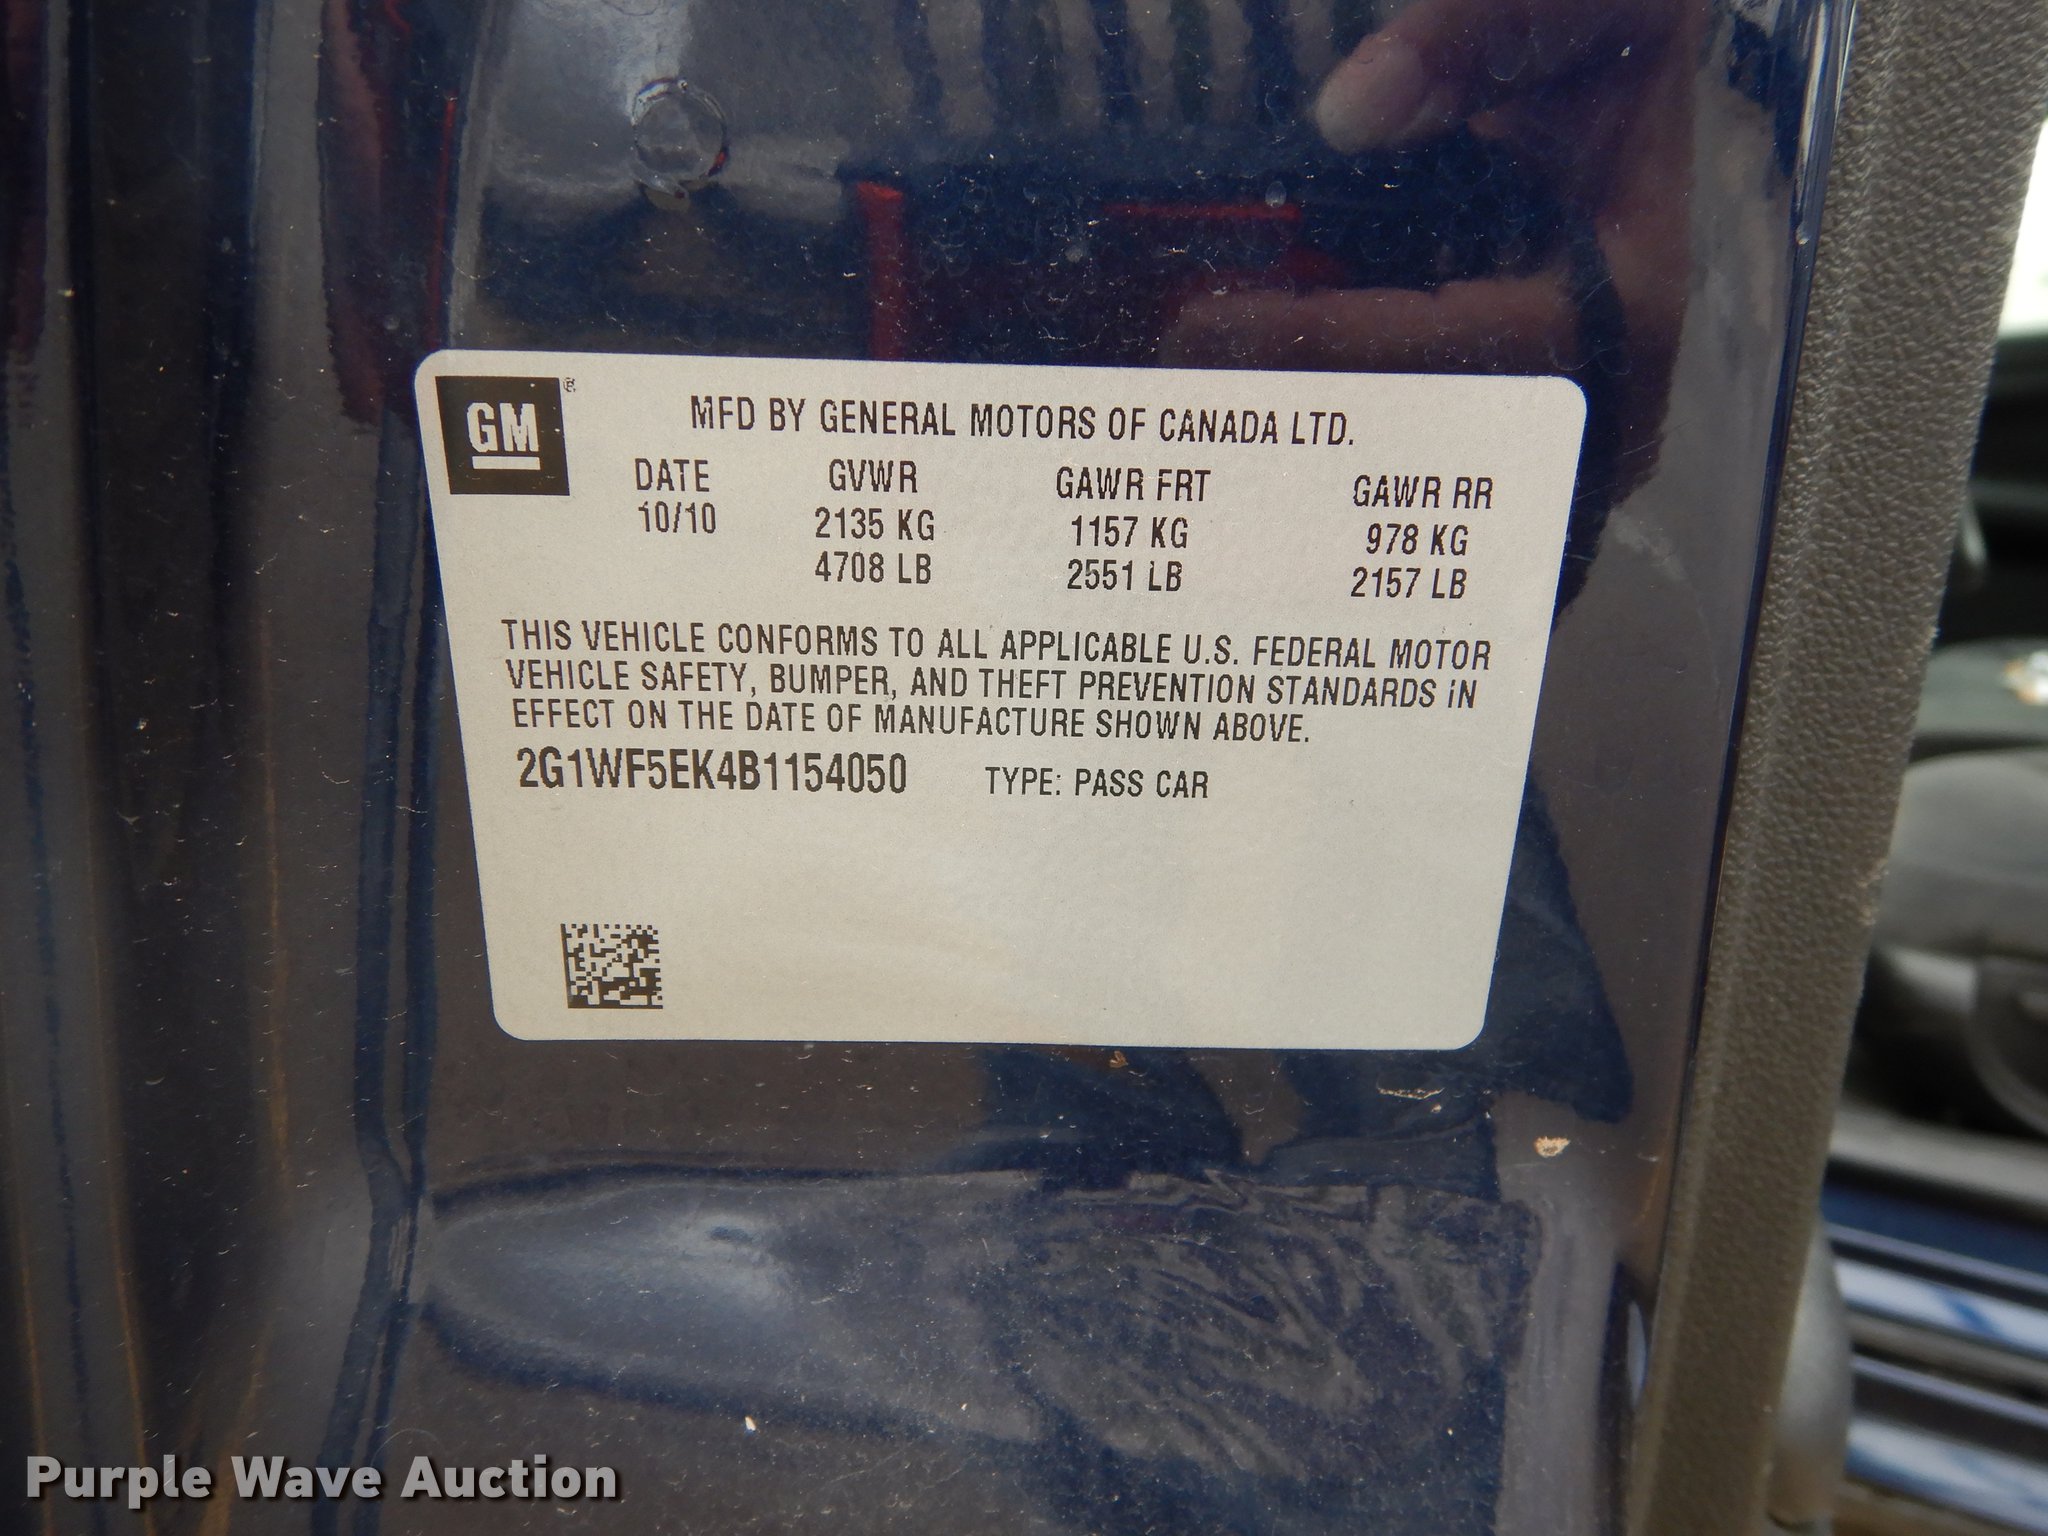 GM®
MFD BY GENERAL MOTORS OF CANADA LTD.
DATE GVWR GAWR FRT GAWR RR
10/10 2135 KG 1157 KG 978 KG
4708 LB 2551 LB 2157 LB
THIS VEHICLE CONFORMS TO ALL APPLICABLE U.S. FEDERAL MOTOR
VEHICLE SAFETY, BUMPER, AND THEFT PREVENTION STANDARDS IN
EFFECT ON THE DATE OF MANUFACTURE SHOWN ABOVE.
2G1WF5EK4B1154050 TYPE: PASS CAR
Purple Wave Auction